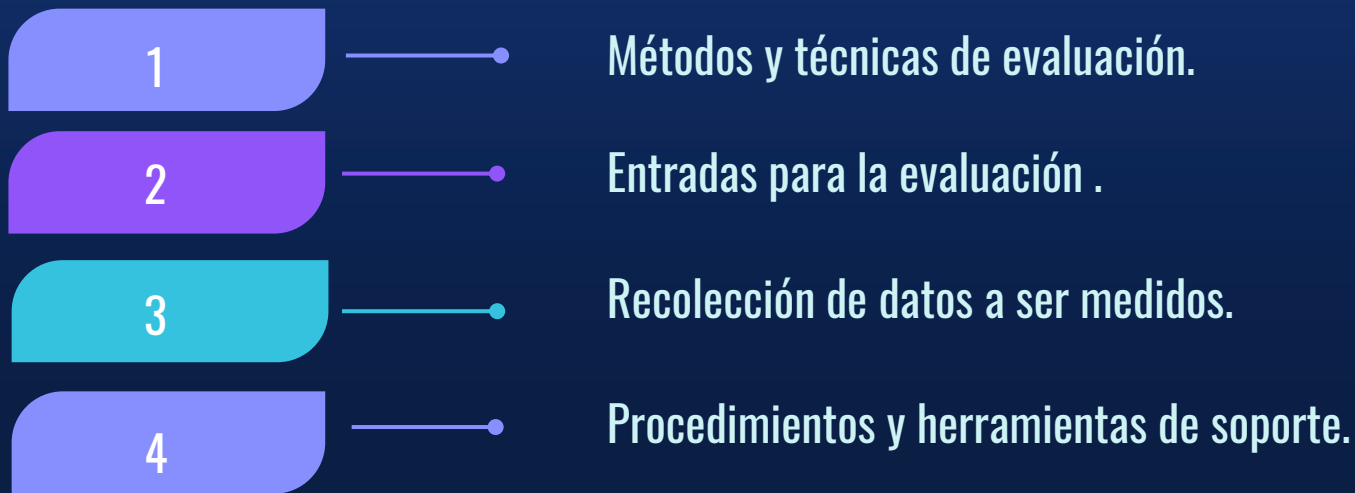 1 Métodos y técnicas de evaluación.
2 Entradas para la evaluación .
3 Recolección de datos a ser medidos.
4 Procedimientos y herramientas de soporte.